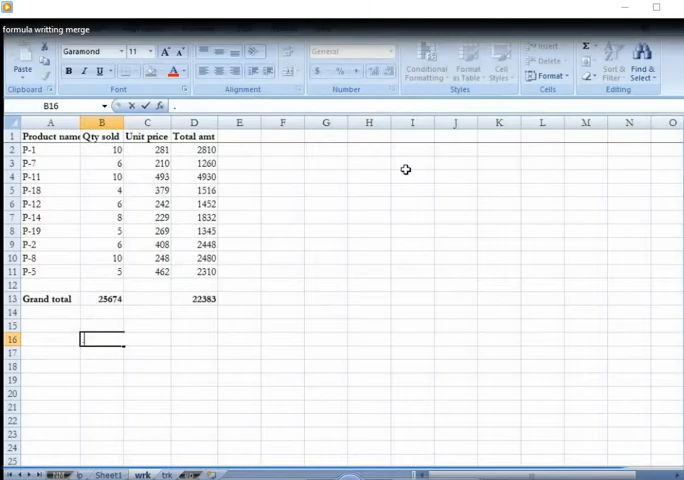 formula writting merge
Paste
Clipboard
Garamond 11 A A
B I U A
Font
Alignment
General
$ % ,
Number
Conditional Formatting
Format as Table
Cell Styles
Styles
Insert
Delete
Format
Cells
Σ
Sort & Filter
Find & Select
Editing
B16 fx .
A B C D E F G H I J K L M N O
1 Product name Qty sold Unit price Total amt
2 P-1 10 281 2810
3 P-7 6 210 1260
4 P-11 10 493 4930
5 P-18 4 379 1516
6 P-12 6 242 1452
7 P-14 8 229 1832
8 P-19 5 269 1345
9 P-2 6 408 2448
10 P-8 10 248 2480
11 P-5 5 462 2310
12
13 Grand total 25674 22383
14
15
16 .
17
18
19
20
21
22
23
24
25
Sheet1 wrk trk